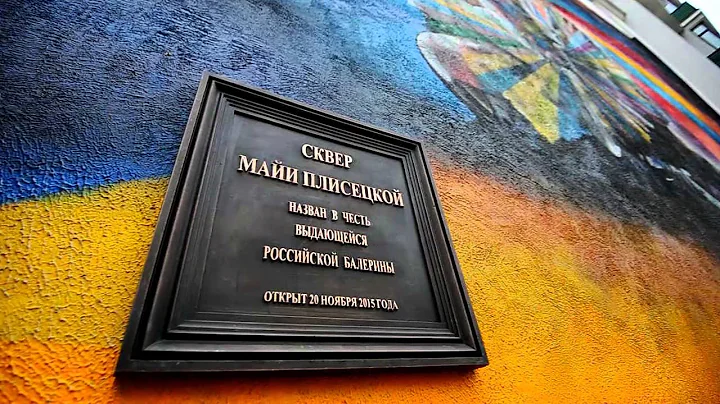 СКВЕР
МАЙИ ПЛИСЕЦКОЙ
НАЗВАН В ЧЕСТЬ
ВЫДАЮЩЕЙСЯ
РОССИЙСКОЙ БАЛЕРИНЫ
ОТКРЫТ 20 НОЯБРЯ 2015 ГОДА